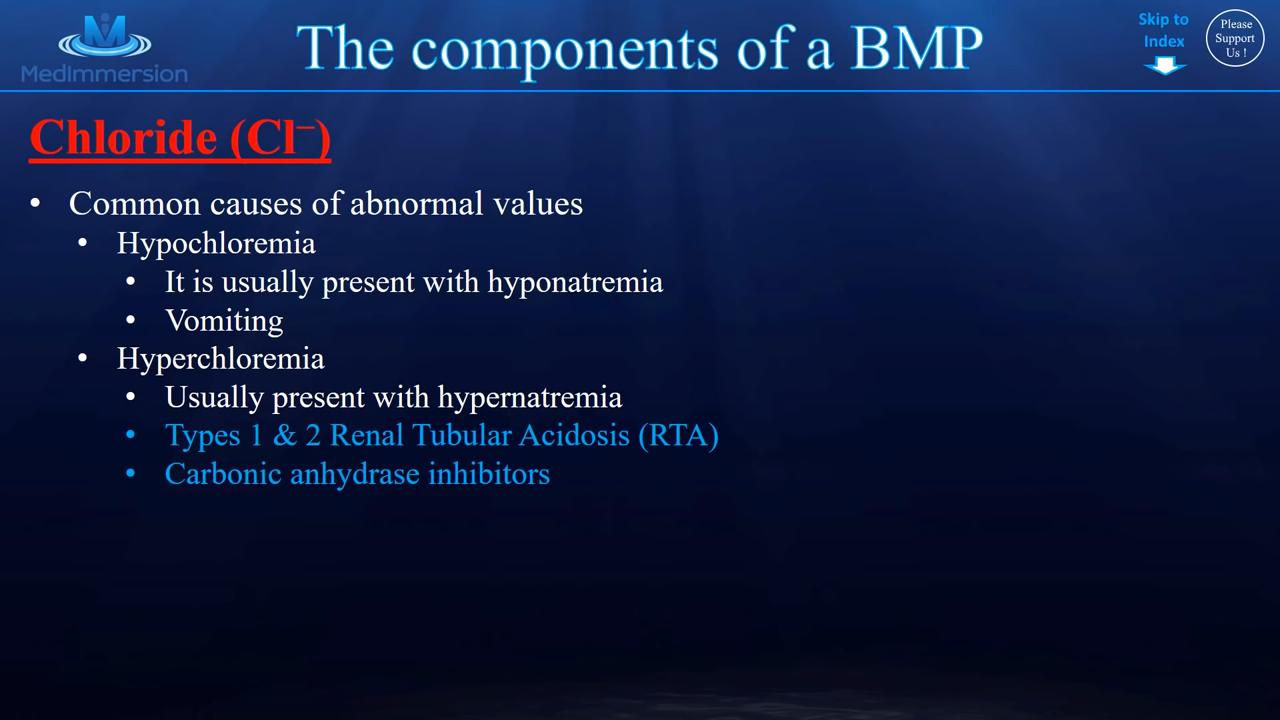 MedImmersion
The components of a BMP
Skip to
Index
Please
Support
Us !
Chloride (Cl⁻)
• Common causes of abnormal values
• Hypochloremia
• It is usually present with hyponatremia
• Vomiting
• Hyperchloremia
• Usually present with hypernatremia
• Types 1 & 2 Renal Tubular Acidosis (RTA)
• Carbonic anhydrase inhibitors